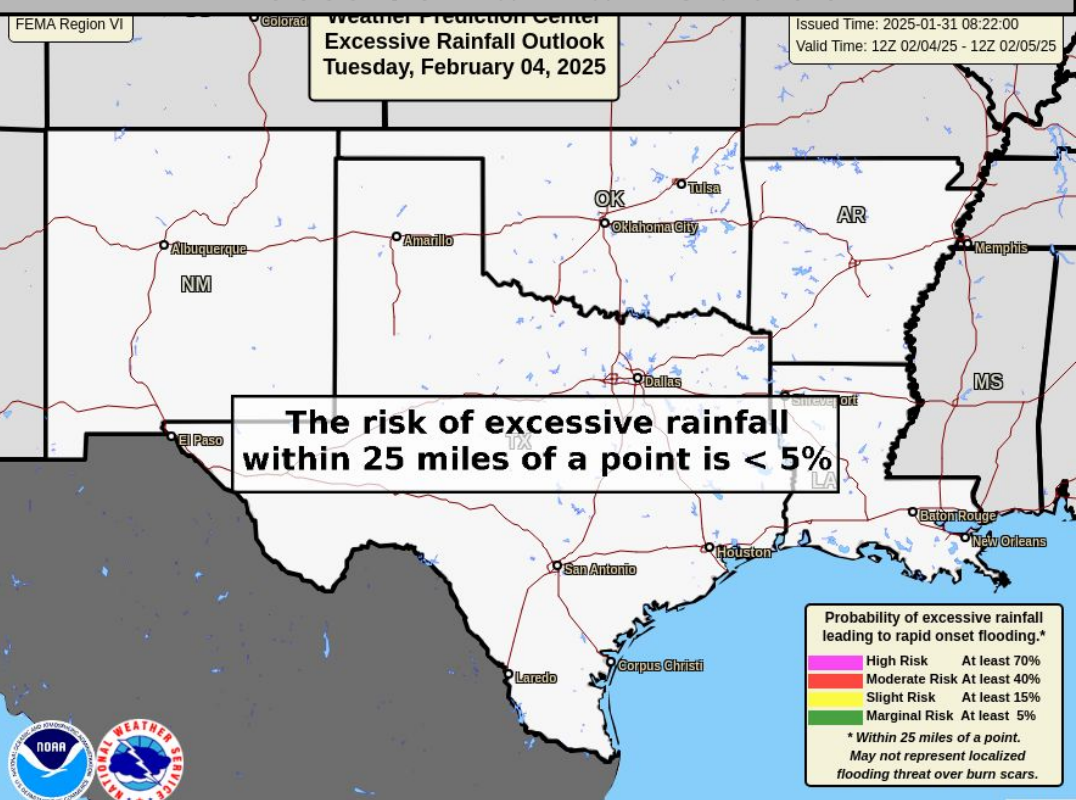 FEMA Region VI
Weather Prediction Center
Excessive Rainfall Outlook
Tuesday, February 04, 2025
Issued Time: 2025-01-31 08:22:00
Valid Time: 12Z 02/04/25 - 12Z 02/05/25
Colorad
Tulsa
OK
AR
Oklahoma City
Amarillo
Albuquerque
Memphis
NM
Dallas
MS
Shreveport
The risk of excessive rainfall
El Paso
TX
within 25 miles of a point is < 5%
LA
Baton Rouge
New Orleans
Houston
San Antonio
Corpus Christi
Laredo
Probability of excessive rainfall
leading to rapid onset flooding.*
High Risk At least 70%
Moderate Risk At least 40%
Slight Risk At least 15%
Marginal Risk At least 5%
* Within 25 miles of a point.
May not represent localized
flooding threat over burn scars.
NOAA
NATIONAL WEATHER SERVICE